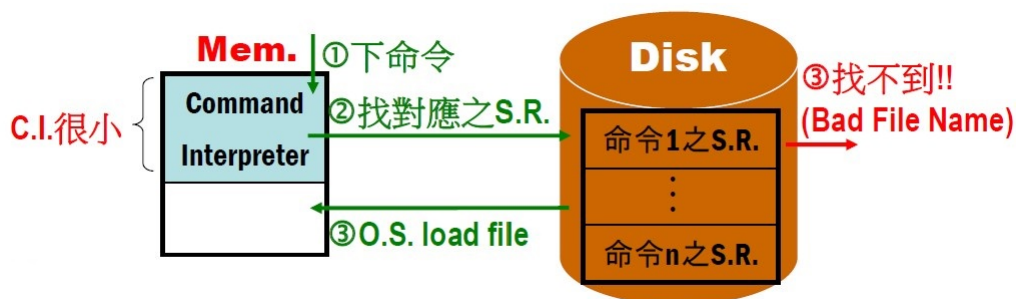 Mem.
①下命令
Command
Interpreter
C.I.很小
②找對應之S.R.
③O.S. load file
Disk
命令1之S.R.
⋮
命令n之S.R.
③找不到!!
(Bad File Name)